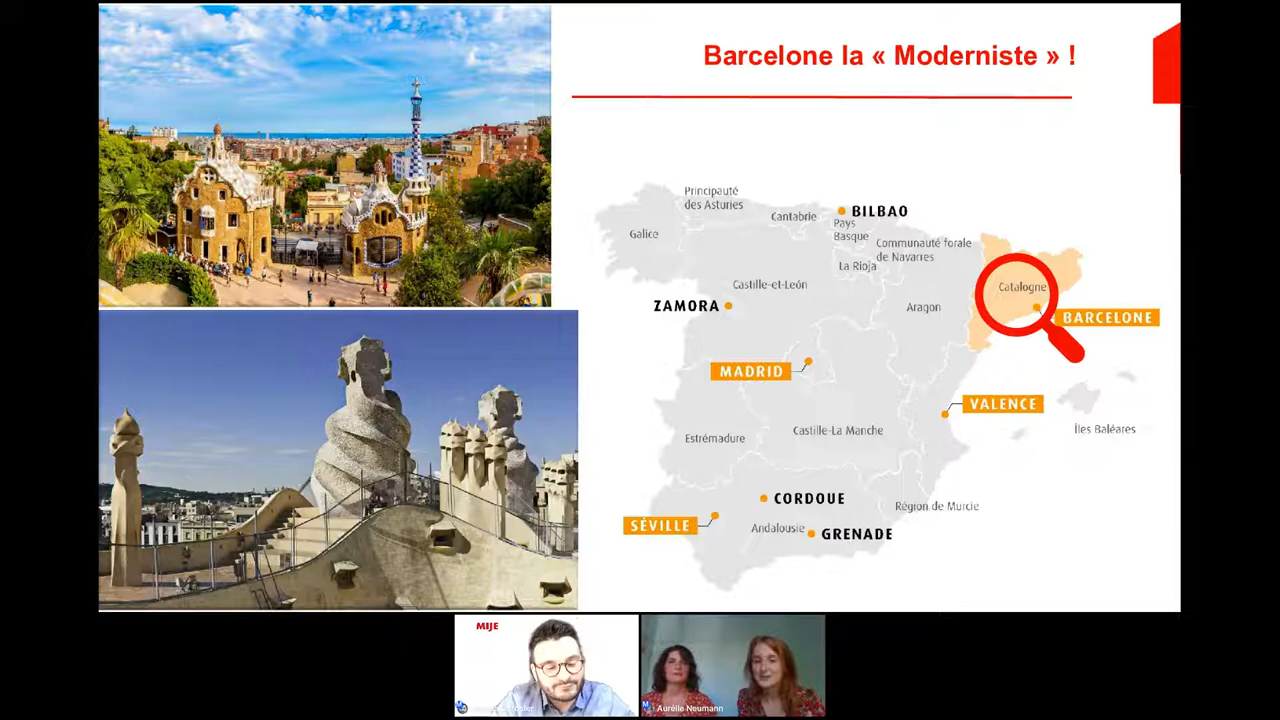 Barcelone la « Moderniste » !
Principauté
des Asturies
Cantabrie
BILBAO
Galice
Pays
Basque
Communauté forale
de Navarres
La Rioja
Castille-et-León
Catalogne
ZAMORA
Aragon
BARCELONE
MADRID
VALENCE
Estrémadure
Castille-La Manche
Îles Baléares
CORDOUE
Région de Murcie
SÉVILLE
Andalousie
GRENADE
MIJE
Aurélie Neumann